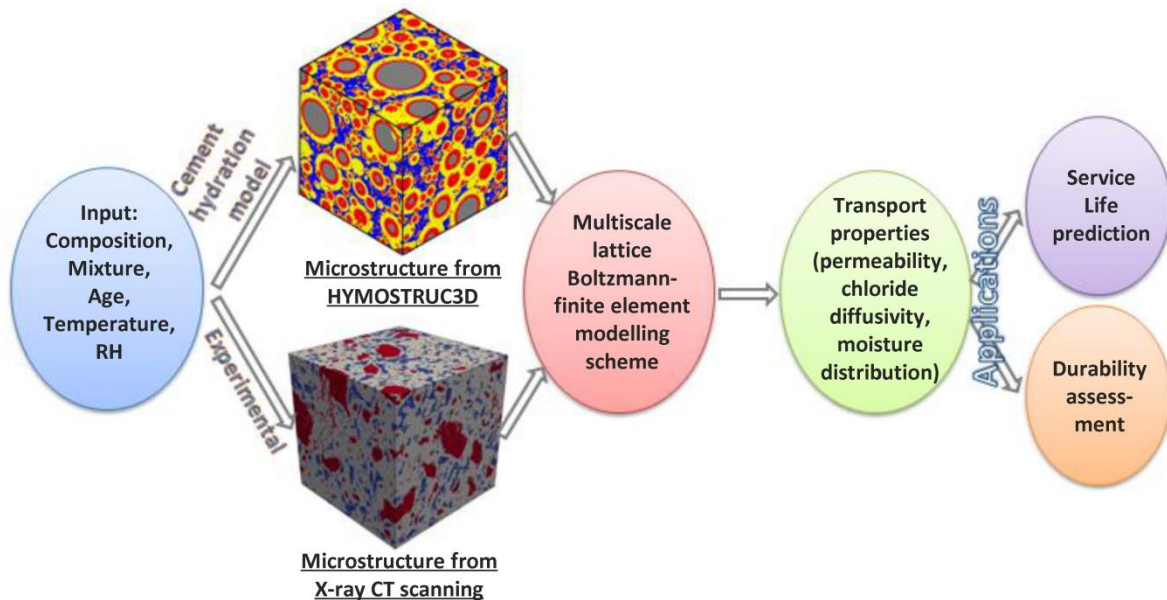 Input:
Composition,
Mixture,
Age,
Temperature,
RH
Cement
hydration
model
Experimental
Microstructure from
HYMOSTRUC3D
Microstructure from
X-ray CT scanning
Multiscale
lattice
Boltzmann-
finite element
modelling
scheme
Transport
properties
(permeability,
chloride
diffusivity,
moisture
distribution)
Applications
Service
Life
prediction
Durability
assess-
ment